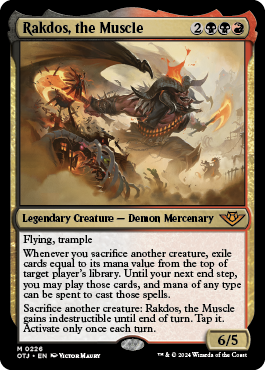 Rakdos, the Muscle 2
Legendary Creature — Demon Mercenary
Flying, trample
Whenever you sacrifice another creature, exile
cards equal to its mana value from the top of
target player's library. Until your next end step,
you may play those cards, and mana of any type
can be spent to cast those spells.
Sacrifice another creature: Rakdos, the Muscle
gains indestructible until end of turn. Tap it.
Activate only once each turn.
6/5
M 0226
OTJ • EN Victor Maury
™ & © 2024 Wizards of the Coast